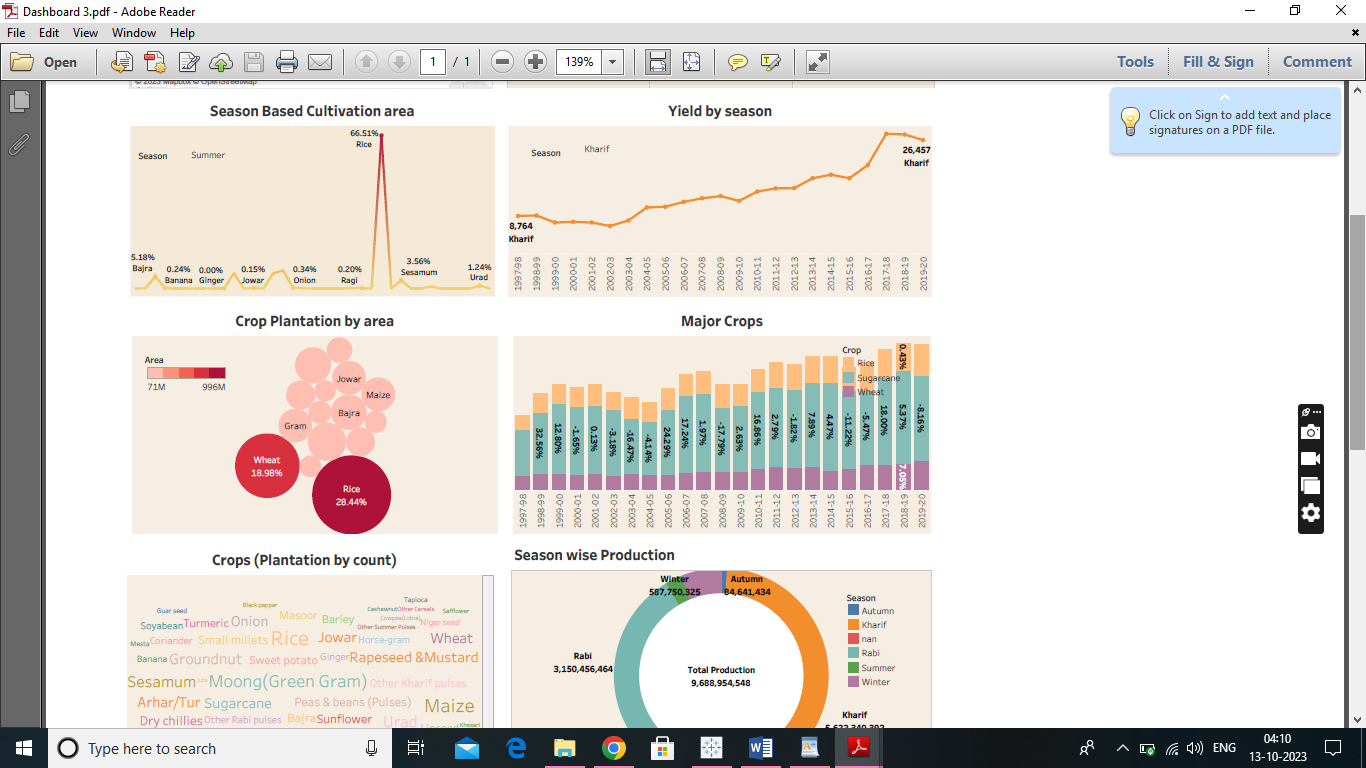 Dashboard 3.pdf - Adobe Reader
File Edit View Window Help
Open
1 / 1
139%
Tools Fill & Sign Comment
Click on Sign to add text and place
signatures on a PDF file.
© 2023 Mapbox © OpenStreetMap
Season Based Cultivation area
Season Summer
66.51%
Rice
5.18%
Bajra
0.24%
Banana
0.00%
Ginger
0.15%
Jowar
0.34%
Onion
0.20%
Ragi
3.56%
Sesamum
1.24%
Urad
Yield by season
Season Kharif
8,764
Kharif
26,457
Kharif
1997-98
1998-99
1999-00
2000-01
2001-02
2002-03
2003-04
2004-05
2005-06
2006-07
2007-08
2008-09
2009-10
2010-11
2011-12
2012-13
2013-14
2014-15
2015-16
2016-17
2017-18
2018-19
2019-20
Crop Plantation by area
Area
71M 996M
Jowar
Maize
Bajra
Gram
Wheat
18.98%
Rice
28.44%
Major Crops
Crop
Rice
Sugarcane
Wheat
32.56%
12.80%
-1.65%
0.13%
-3.18%
-16.47%
-4.14%
24.29%
17.24%
1.97%
-17.79%
2.63%
16.86%
2.79%
-1.82%
7.89%
4.47%
-11.22%
-5.47%
18.00%
0.43%
5.37%
7.05%
-8.16%
1997-98
1998-99
1999-00
2000-01
2001-02
2002-03
2003-04
2004-05
2005-06
2006-07
2007-08
2008-09
2009-10
2010-11
2011-12
2012-13
2013-14
2014-15
2015-16
2016-17
2017-18
2018-19
2019-20
Crops (Plantation by count)
Tapioca
Guar seed
Black pepper
Cashewnut Other Cereals
Safflower
Soyabean Turmeric Onion Masoor Barley
Cowpea(Lobia) Niger seed
Other Summer Pulses
Mesta Coriander Small millets Rice Jowar Horse-gram Wheat
Banana Groundnut Sweet potato Ginger Rapeseed &Mustard
Sesamum Moong(Green Gram) Other Kharif pulses
Arhar/Tur Sugarcane Peas & beans (Pulses) Maize
Dry chillies Other Rabi pulses Bajra Sunflower Urad Linseed Khesari
Season wise Production
Winter
587,750,325
Autumn
84,641,434
Rabi
3,150,456,464
Total Production
9,688,954,548
Kharif
Season
Autumn
Kharif
nan
Rabi
Summer
Winter
Type here to search
ENG
04:10
13-10-2023